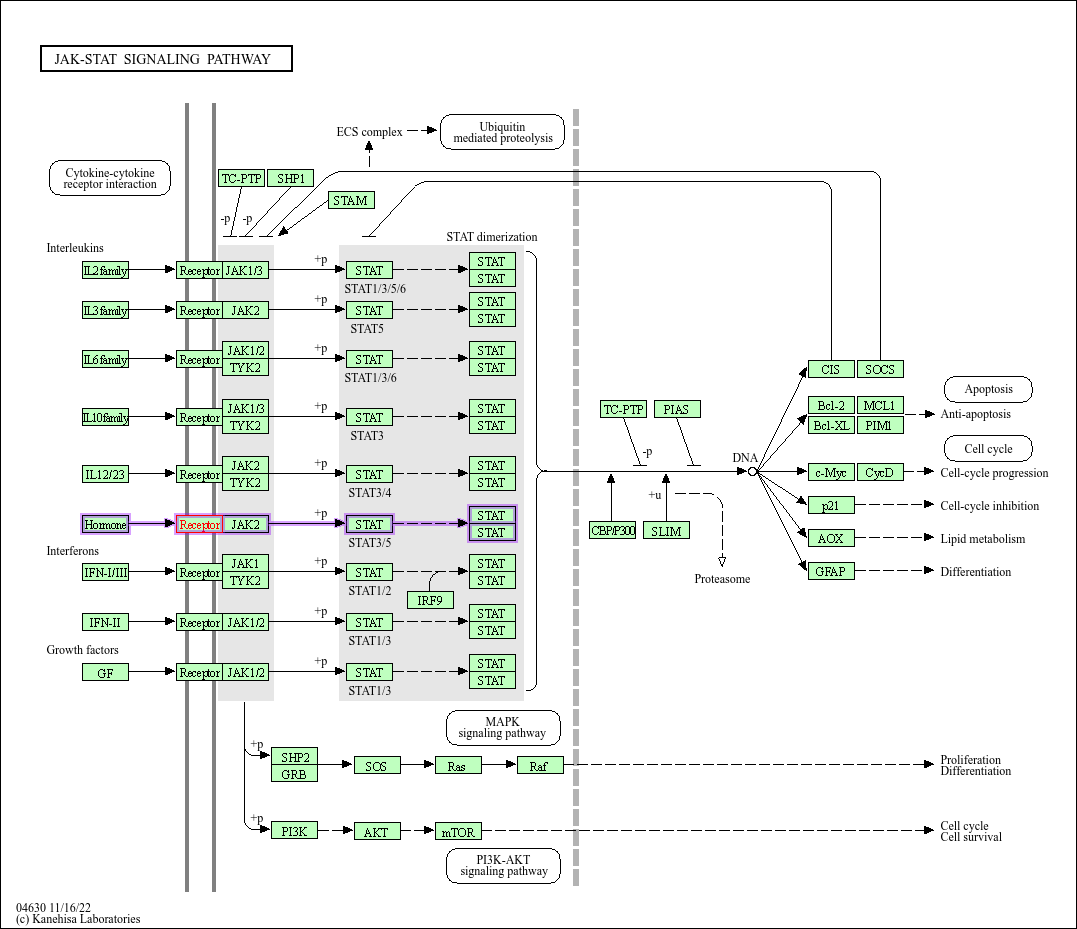 JAK-STAT SIGNALING PATHWAY
ECS complex
Ubiquitin
mediated proteolysis
Cytokine-cytokine
receptor interaction
TC-PTP
SHP1
STAM
-p
-p
STAT dimerization
Interleukins
IL2 family
Receptor
JAK1/3
+p
STAT
STAT1/3/5/6
STAT
STAT
IL3 family
Receptor
JAK2
+p
STAT
STAT5
STAT
STAT
IL6 family
Receptor
JAK1/2
TYK2
+p
STAT
STAT1/3/6
STAT
STAT
IL10family
Receptor
JAK1/3
TYK2
+p
STAT
STAT3
STAT
STAT
IL12/23
Receptor
JAK2
TYK2
+p
STAT
STAT3/4
STAT
STAT
Hormone
Receptor
JAK2
+p
STAT
STAT3/5
STAT
STAT
Interferons
IFN-I/III
Receptor
JAK1
TYK2
+p
STAT
STAT1/2
IRF9
STAT
STAT
IFN-II
Receptor
JAK1/2
+p
STAT
STAT1/3
STAT
STAT
Growth factors
GF
Receptor
JAK1/2
+p
STAT
STAT1/3
STAT
STAT
TC-PTP
PIAS
-p
+u
CBP/P300
SLIM
Proteasome
DNA
CIS
SOCS
Bcl-2
MCL1
Bcl-XL
PIM1
c-Myc
CycD
p21
AOX
GFAP
Apoptosis
Anti-apoptosis
Cell cycle
Cell-cycle progression
Cell-cycle inhibition
Lipid metabolism
Differentiation
MAPK
signaling pathway
+p
SHP2
GRB
SOS
Ras
Raf
Proliferation
Differentiation
+p
PI3K
AKT
mTOR
Cell cycle
Cell survival
PI3K-AKT
signaling pathway
04630 11/16/22
(c) Kanehisa Laboratories